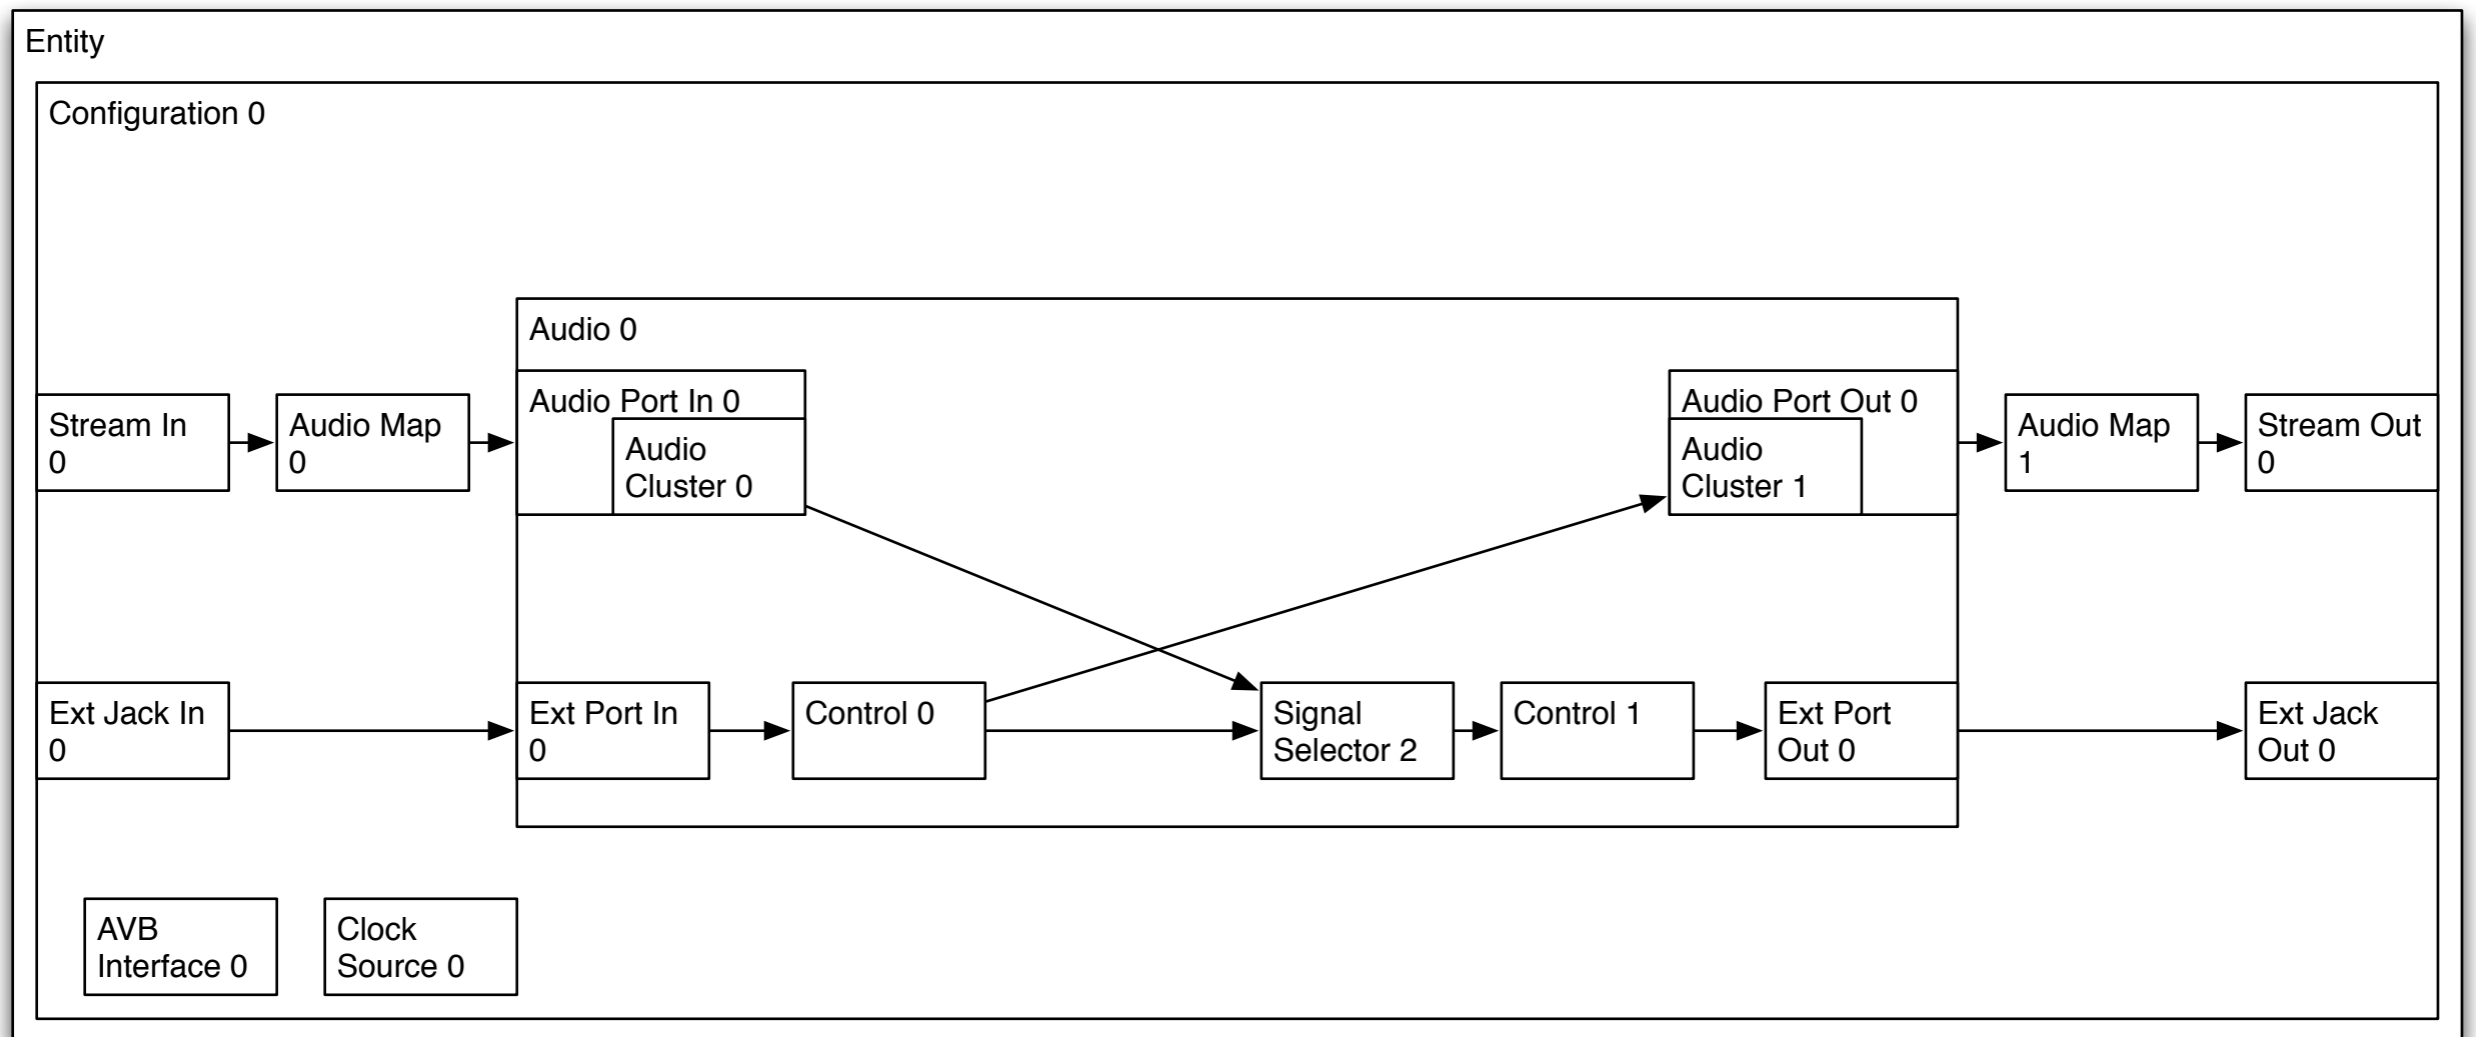 Entity
Configuration 0
Audio 0
Audio Port In 0
Audio Port Out 0
Stream In
0
Audio Map
0
Audio
Cluster 0
Audio
Cluster 1
Audio Map
1
Stream Out
0
Ext Jack In
0
Ext Port In
0
Control 0
Signal
Selector 2
Control 1
Ext Port
Out 0
Ext Jack
Out 0
AVB
Interface 0
Clock
Source 0